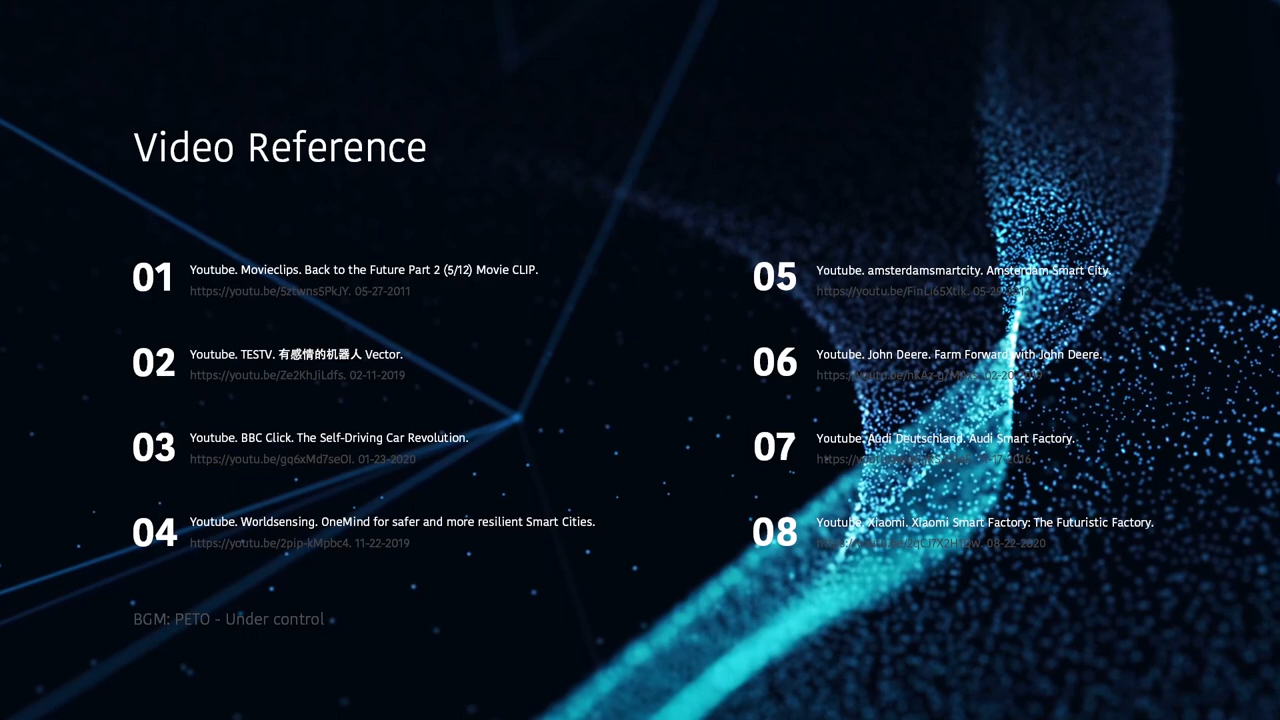 Video Reference
01
Youtube. Movieclips. Back to the Future Part 2 (5/12) Movie CLIP.
https://youtu.be/5ztwns5PkJY. 05-27-2011
02
Youtube. TESTV. 有感情的机器人 Vector.
https://youtu.be/Ze2KhJiLdfs. 02-11-2019
03
Youtube. BBC Click. The Self-Driving Car Revolution.
https://youtu.be/gq6xMd7seOI. 01-23-2020
04
Youtube. Worldsensing. OneMind for safer and more resilient Smart Cities.
https://youtu.be/2pip-kMpbc4. 11-22-2019
05
Youtube. amsterdamsmartcity. Amsterdam Smart City.
https://youtu.be/FinLi65Xtik.
06
Youtube. John Deere. Farm Forward with John Deere.
07
Youtube. Audi Deutschland. Audi Smart Factory.
08
Youtube. Xiaomi. Xiaomi Smart Factory: The Futuristic Factory.
08-22-2020
BGM: PETO - Under control